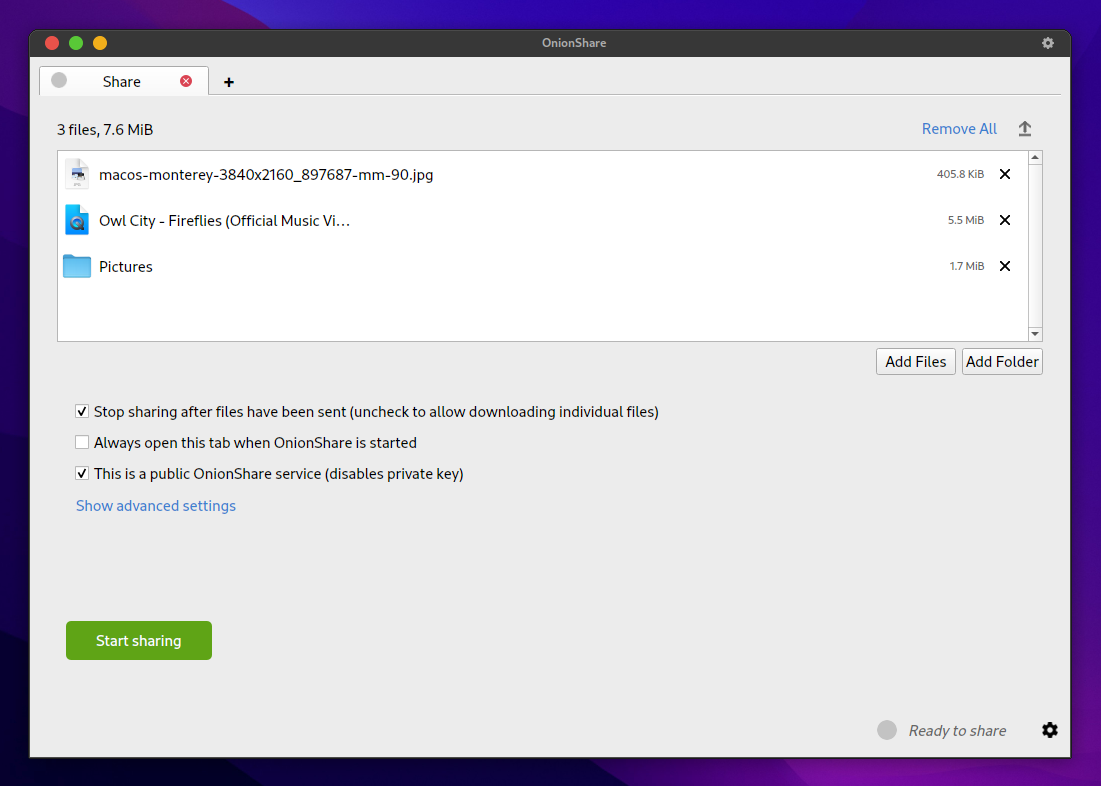 OnionShare
Share
+
3 files, 7.6 MiB
Remove All
macos-monterey-3840x2160_897687-mm-90.jpg
405.8 KiB
Owl City - Fireflies (Official Music Vi…
5.5 MiB
Pictures
1.7 MiB
Add Files
Add Folder
Stop sharing after files have been sent (uncheck to allow downloading individual files)
Always open this tab when OnionShare is started
This is a public OnionShare service (disables private key)
Show advanced settings
Start sharing
Ready to share